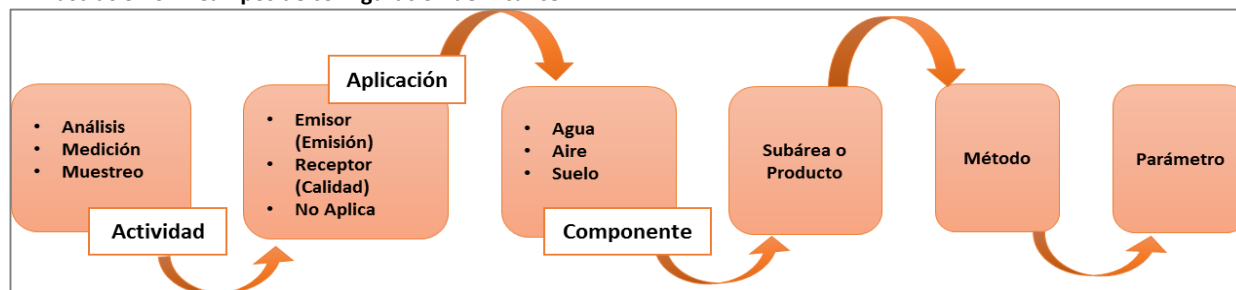 Análisis
Medición
Muestreo
Actividad
Aplicación
Emisor
(Emisión)
Receptor
(Calidad)
No Aplica
Agua
Aire
Suelo
Componente
Subárea o
Producto
Método
Parámetro